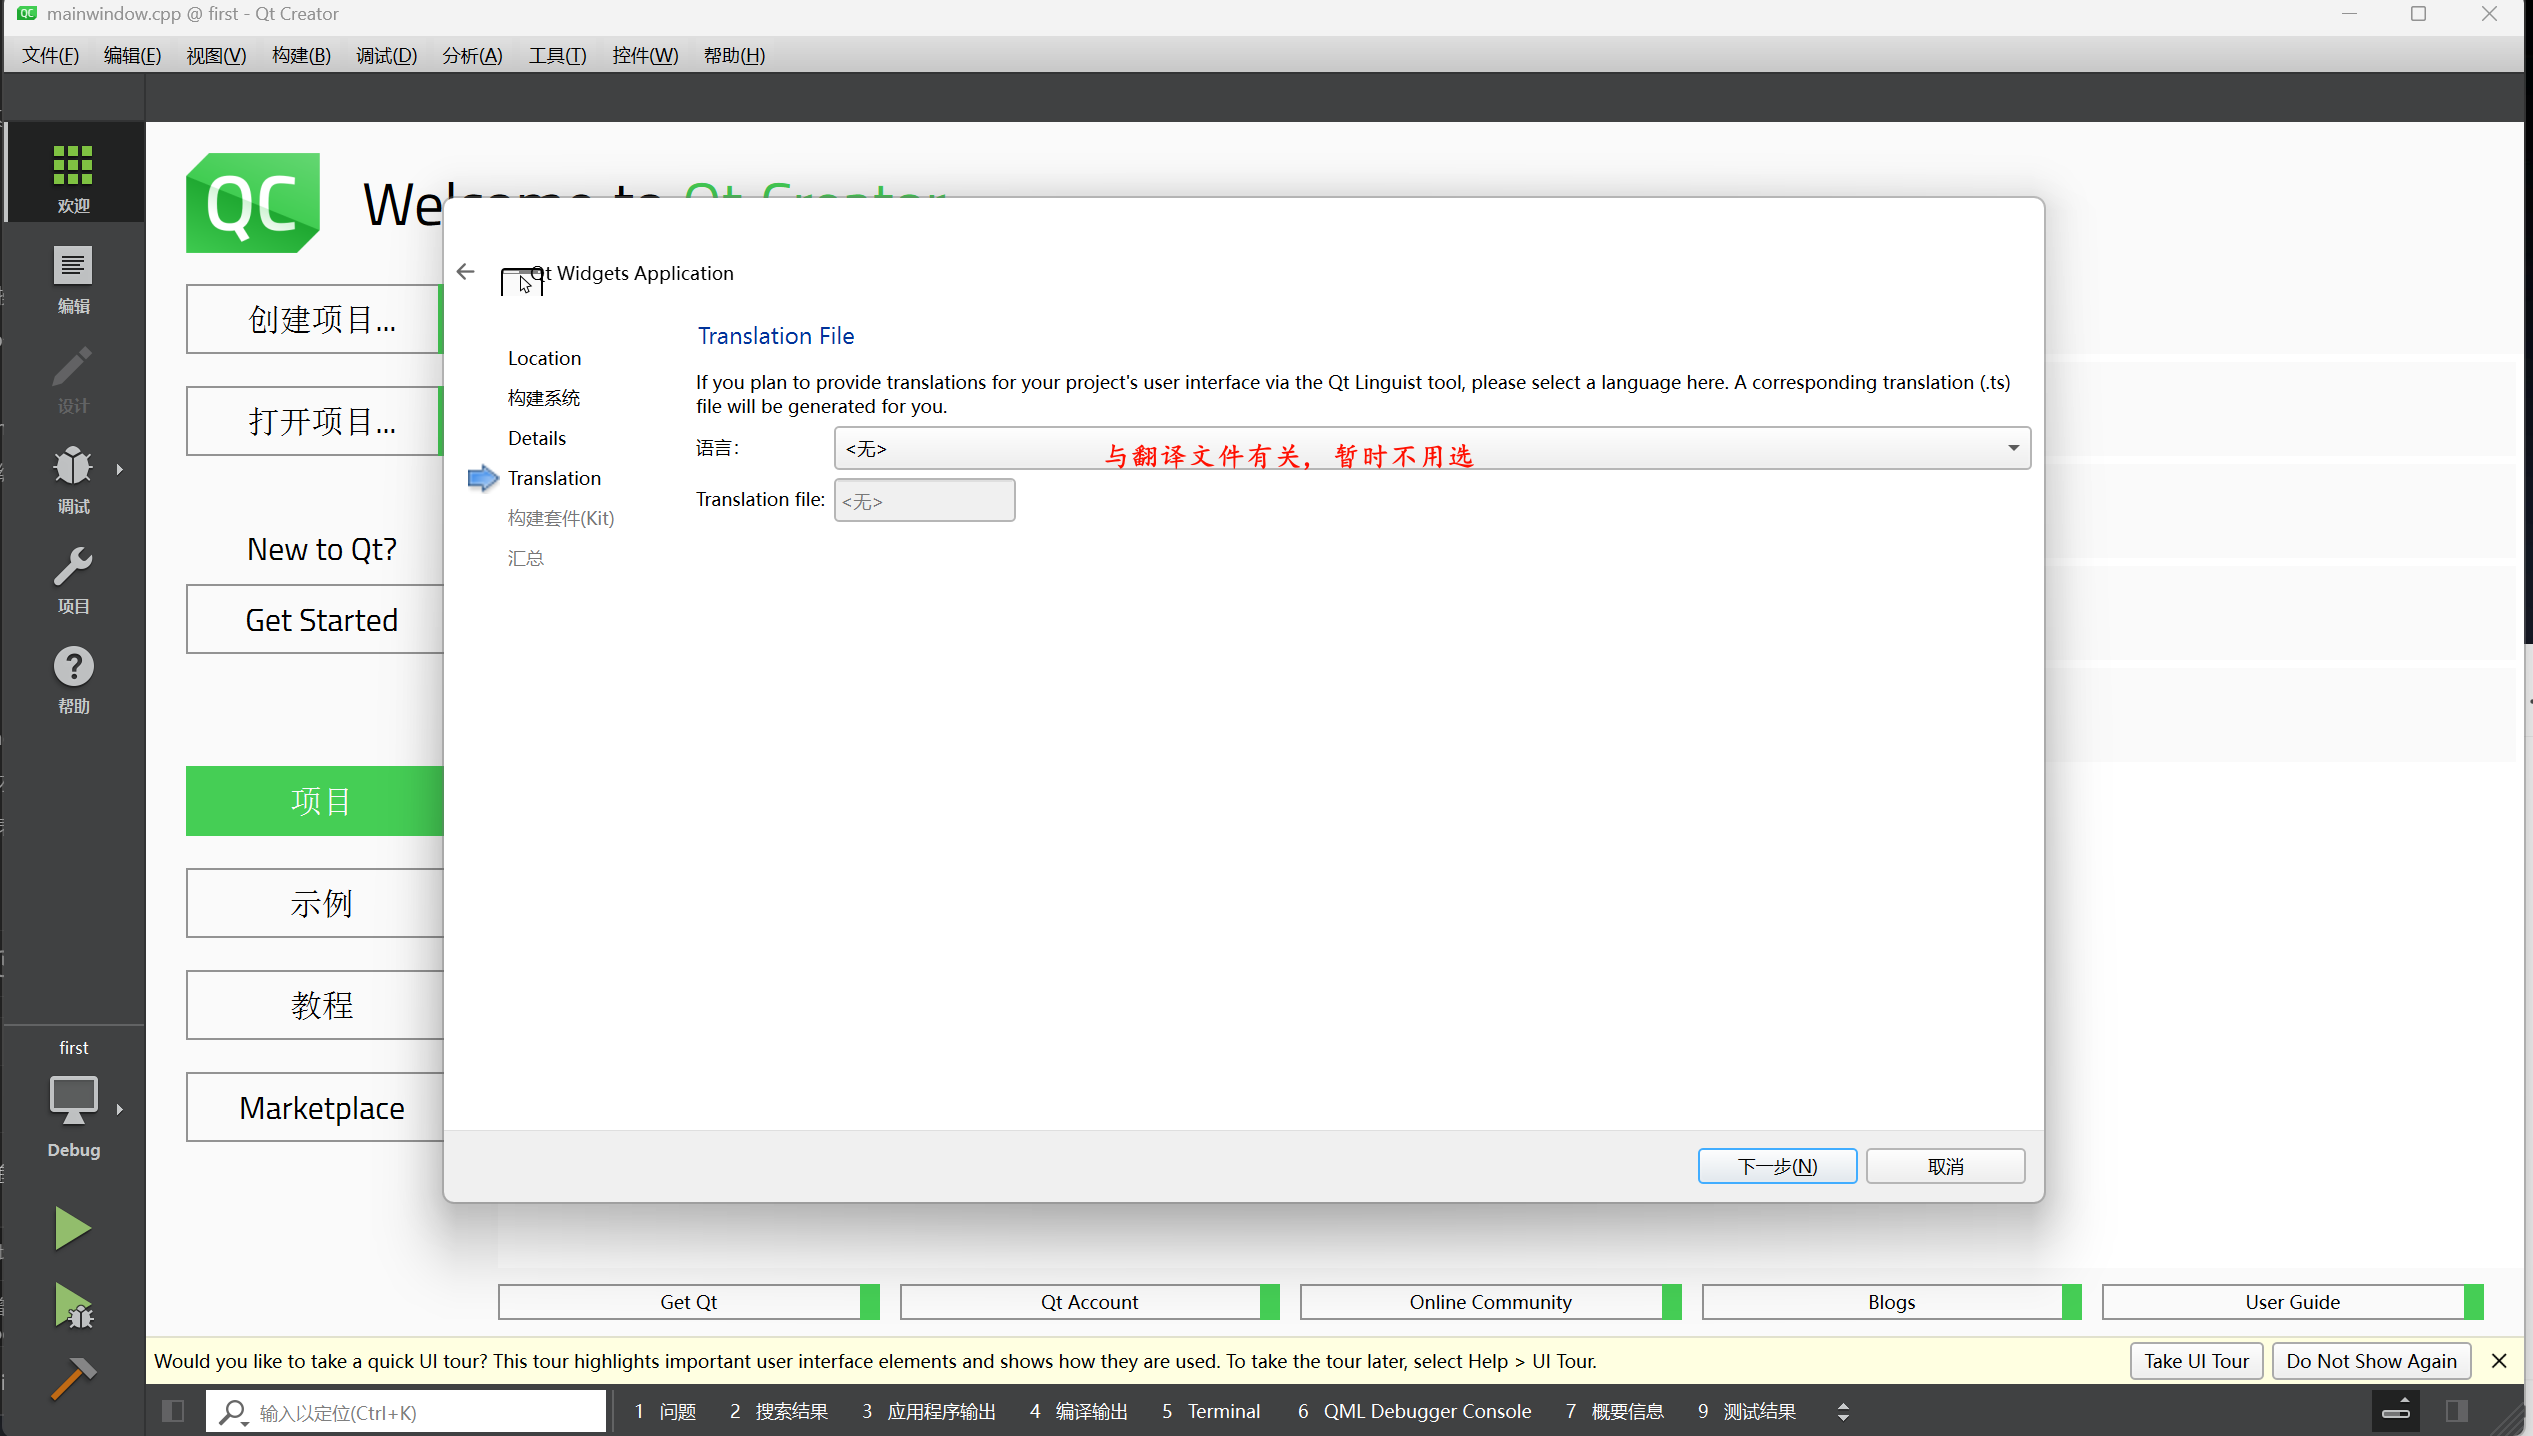 mainwindow.cpp @ first - Qt Creator
文件(F) 编辑(E) 视图(V) 构建(B) 调试(D) 分析(A) 工具(T) 控件(W) 帮助(H)
欢迎
编辑
设计
调试
项目
帮助
first
Debug
QC
Welcome to Qt Creator
创建项目...
打开项目...
New to Qt?
Get Started
项目
示例
教程
Marketplace
Qt Widgets Application
Location
构建系统
Details
Translation
构建套件(Kit)
汇总
Translation File
If you plan to provide translations for your project's user interface via the Qt Linguist tool, please select a language here. A corresponding translation (.ts)
file will be generated for you.
语言: <无> 与翻译文件有关，暂时不用选
Translation file: <无>
下一步(N) 取消
Get Qt Qt Account Online Community Blogs User Guide
Would you like to take a quick UI tour? This tour highlights important user interface elements and shows how they are used. To take the tour later, select Help > UI Tour. Take UI Tour Do Not Show Again
输入以定位(Ctrl+K) 1 问题 2 搜索结果 3 应用程序输出 4 编译输出 5 Terminal 6 QML Debugger Console 7 概要信息 9 测试结果